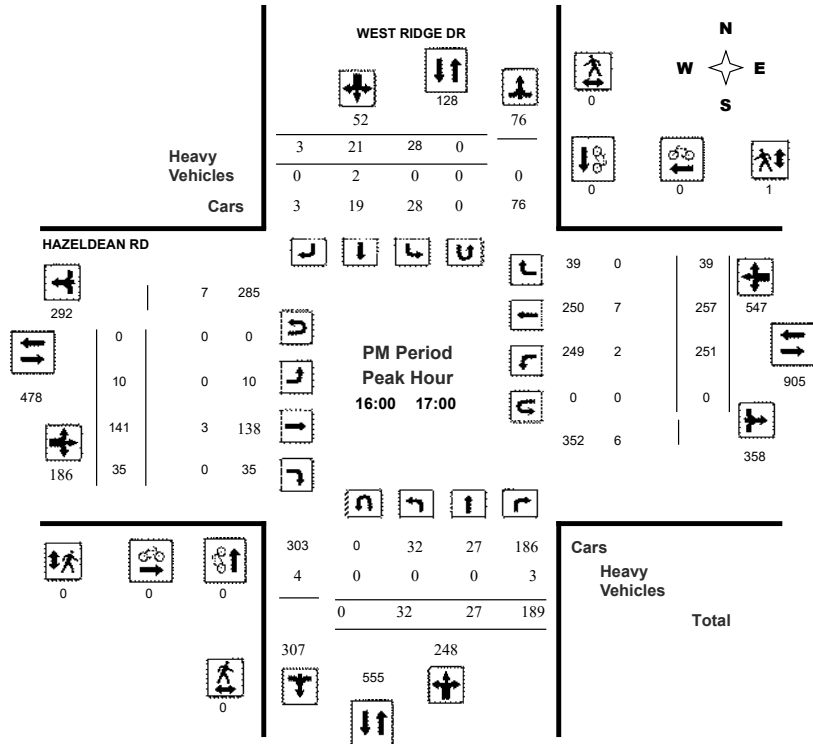 WEST RIDGE DR
N
W E
S
128
0
52 76
3 21 28 0
Heavy
Vehicles
0 2 0 0 0
0 0 1
Cars 3 19 28 0 76
HAZELDEAN RD
39 0 39
7 285
292
547
250 7 257
0 0 0
PM Period
Peak Hour
249 2 251
10 0 10
478
905
16:00 17:00
0 0 0
141 3 138
352 6
358
186 35 0 35
303 0 32 27 186 Cars
4 0 0 0 3 Heavy
Vehicles
0 0 0
0 32 27 189 Total
307 248
555
0